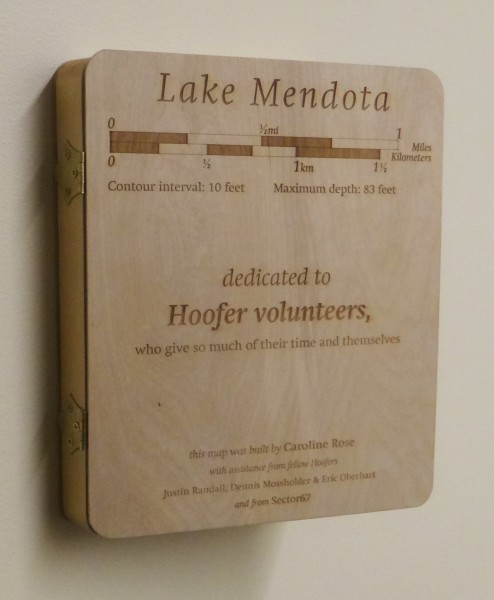 Lake Mendota
0 ½mi 1
Miles
Kilometers
0 ½ 1km 1½
Contour interval: 10 feet Maximum depth: 83 feet
dedicated to
Hoofer volunteers,
who give so much of their time and themselves
this map was built by Caroline Rose
with assistance from fellow Hoofers
Justin Randall, Dennis Mossholder & Eric Oberhart
and from Sector67